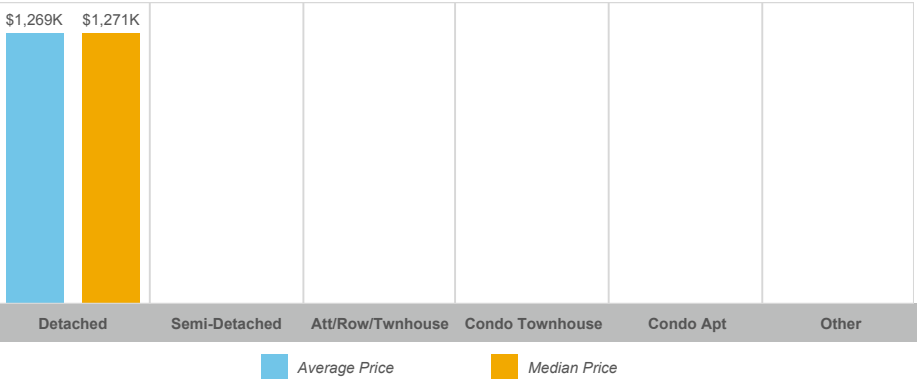 $1,269K $1,271K
Detached Semi-Detached Att/Row/Twnhouse Condo Townhouse Condo Apt Other
Average Price Median Price